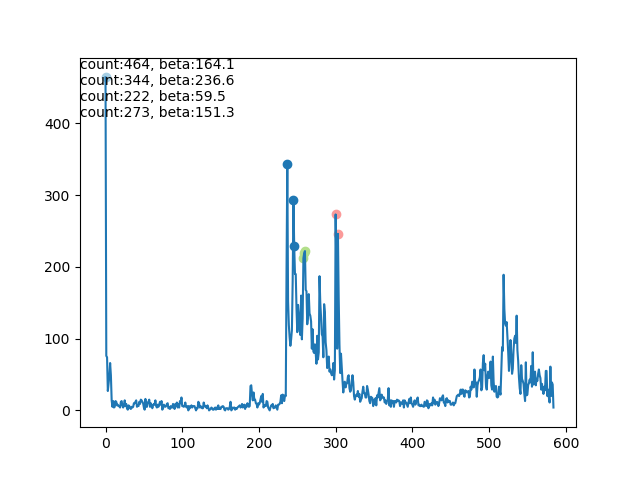 count:464, beta:164.1
count:344, beta:236.6
count:222, beta:59.5
count:273, beta:151.3
400
300
200
100
0
0 100 200 300 400 500 600